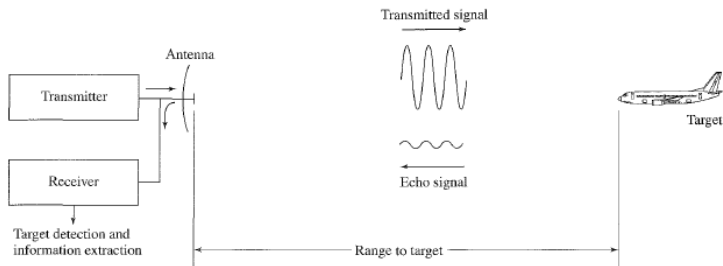 Transmitted signal
Antenna
Transmitter
Target
Echo signal
Receiver
Target detection and
information extraction
Range to target